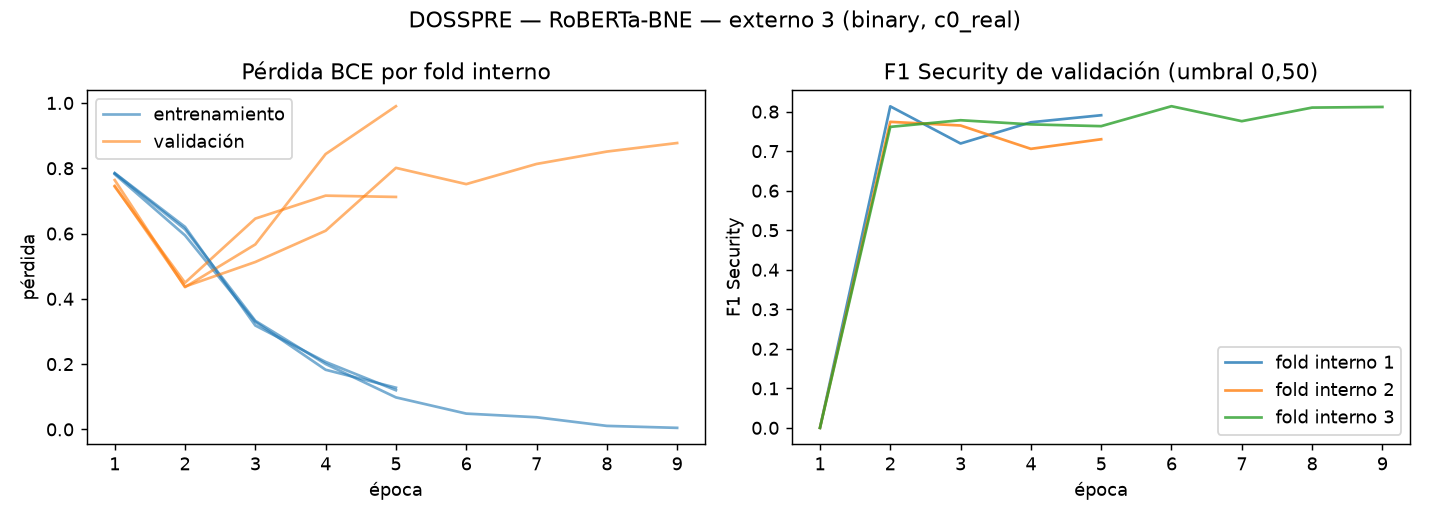 DOSSPRE — RoBERTa-BNE — externo 3 (binary, c0_real)
Pérdida BCE por fold interno
entrenamiento
validación
pérdida
1.0
0.8
0.6
0.4
0.2
0.0
1 2 3 4 5 6 7 8 9
época
F1 Security de validación (umbral 0,50)
F1 Security
0.8
0.7
0.6
0.5
0.4
0.3
0.2
0.1
0.0
fold interno 1
fold interno 2
fold interno 3
1 2 3 4 5 6 7 8 9
época